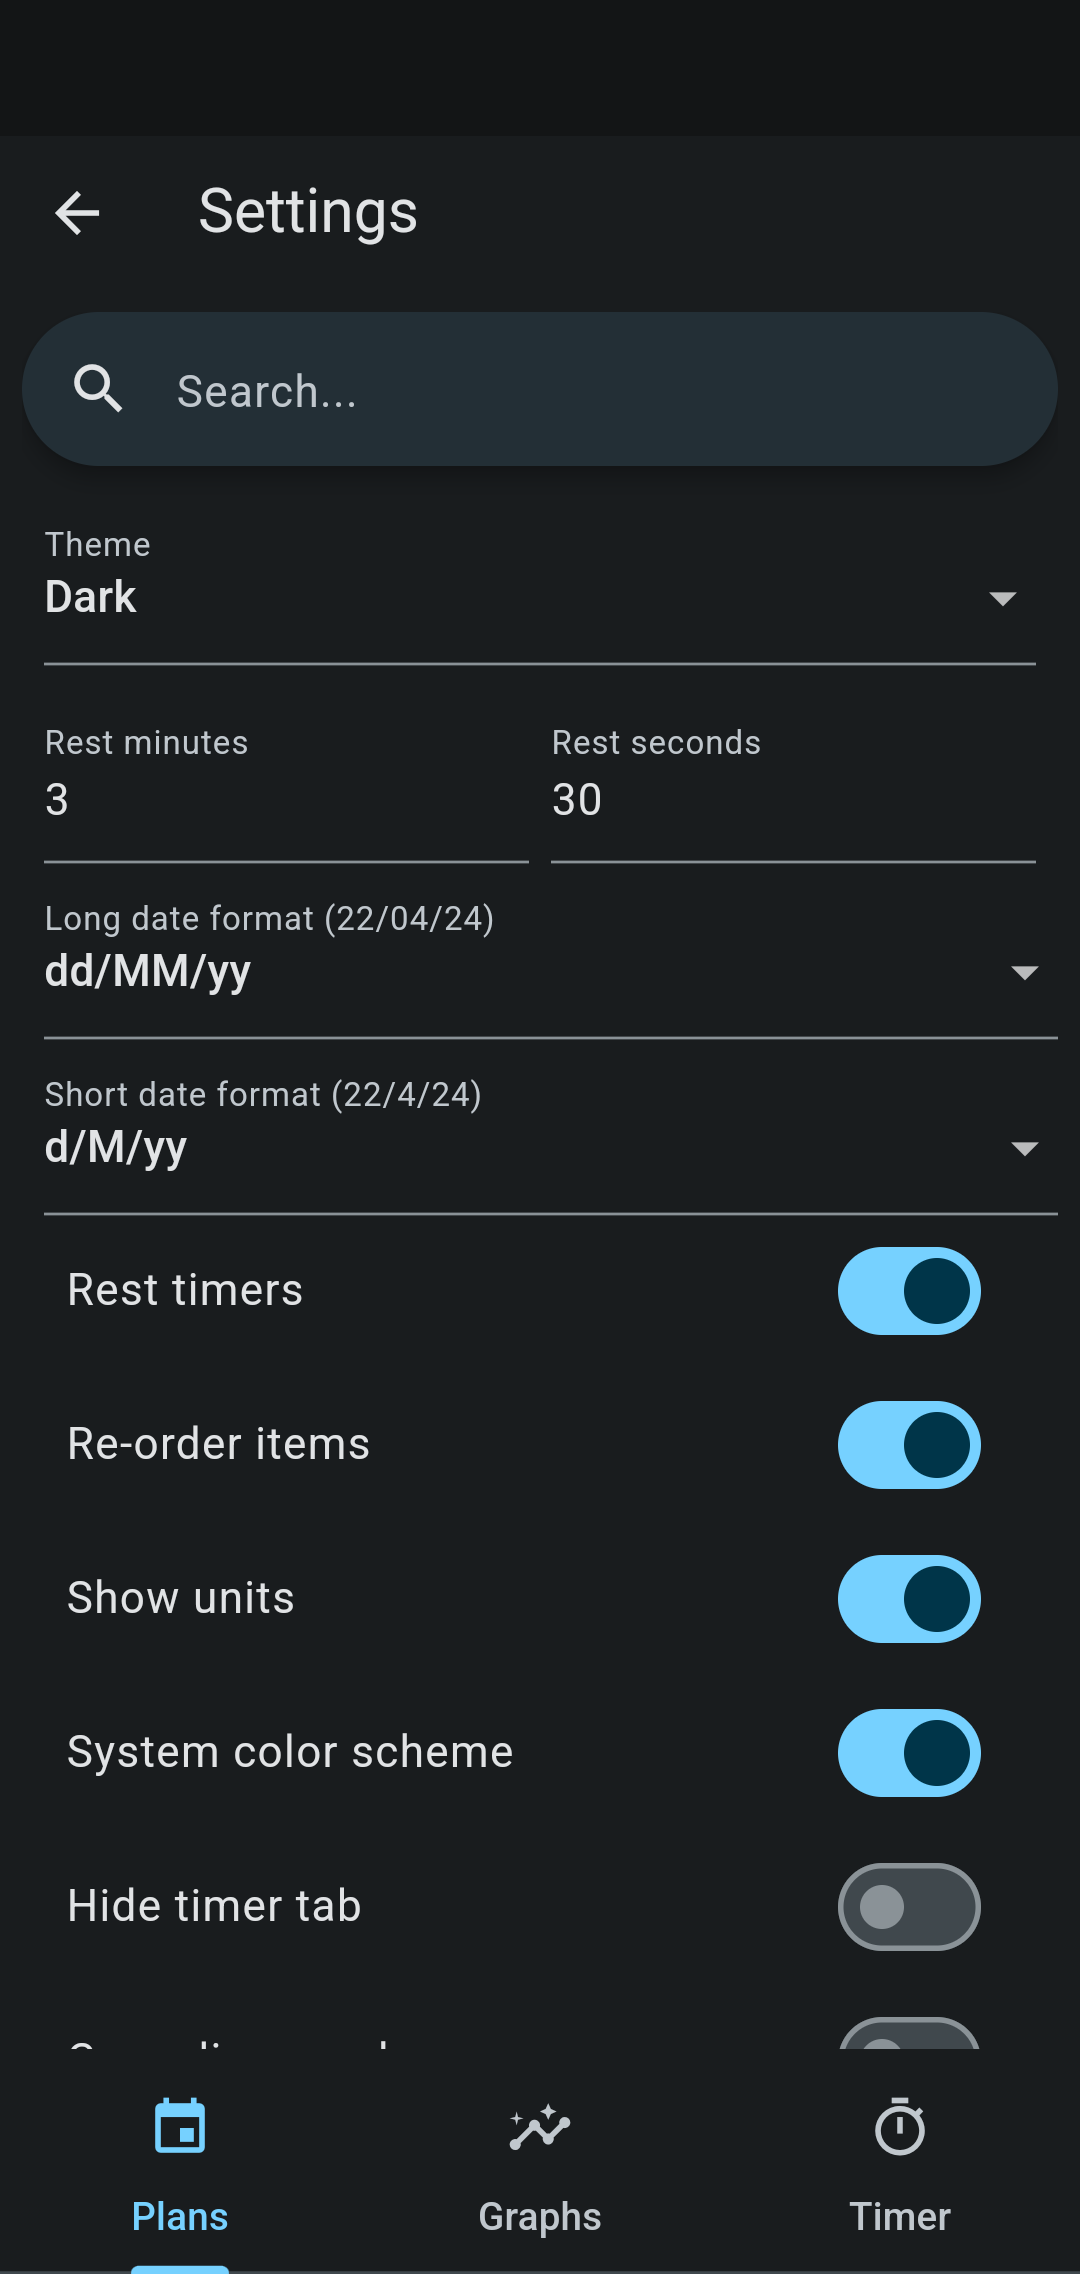 Settings
Search...
Theme
Dark
Rest minutes
Rest seconds
3
30
Long date format (22/04/24)
dd/MM/yy
Short date format (22/4/24)
d/M/yy
Rest timers
Re-order items
Show units
System color scheme
Hide timer tab
Plans
Graphs
Timer